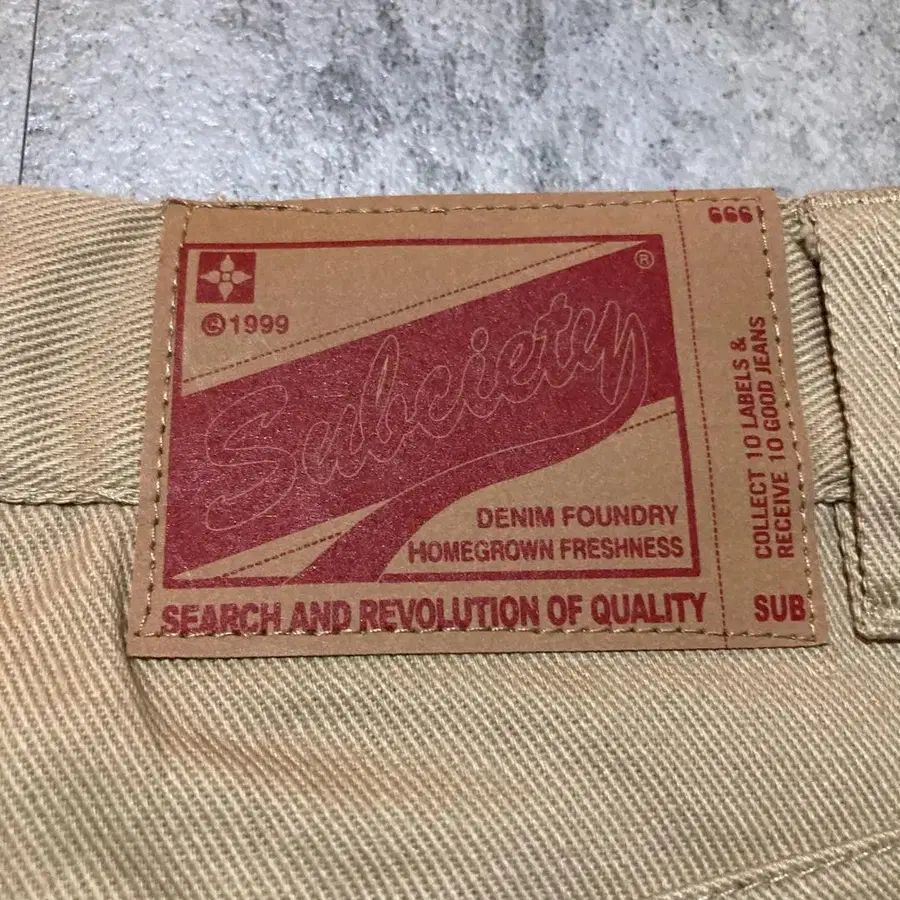 ©1999
Subciety ®
DENIM FOUNDRY
HOMEGROWN FRESHNESS
SEARCH AND REVOLUTION OF QUALITY
1999
COLLECT 10 LABELS &
RECEIVE 10 GOOD JEANS
SUB